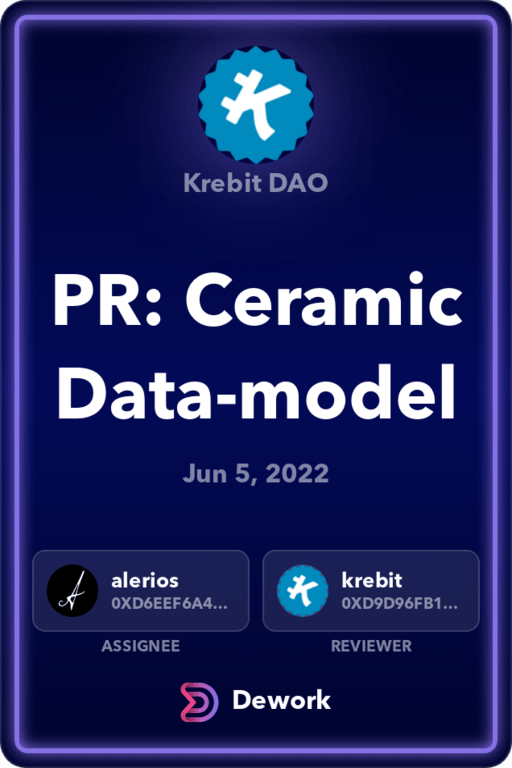 Krebit DAO
PR: Ceramic
Data-model
Jun 5, 2022
alerios
0XD6EEF6A4...
ASSIGNEE
krebit
0XD9D96FB1...
REVIEWER
Dework